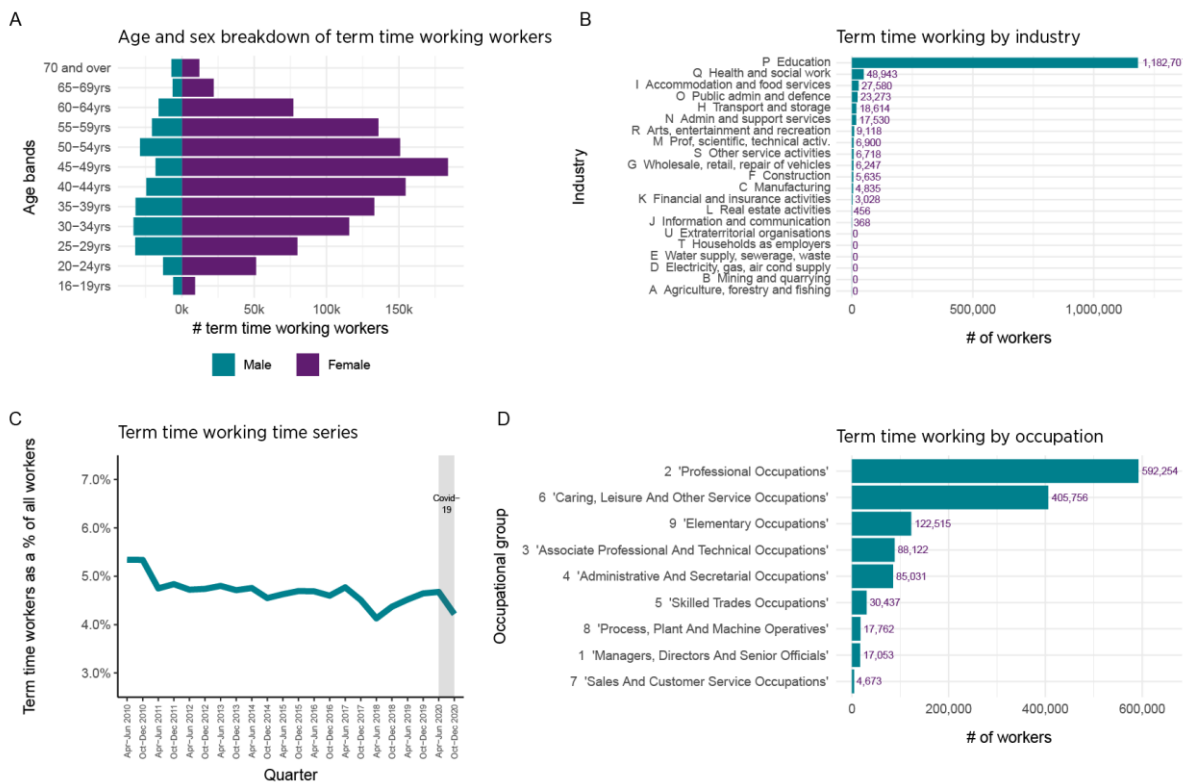 A
Age and sex breakdown of term time working workers
Age bands
70 and over
65−69yrs
60−64yrs
55−59yrs
50−54yrs
45−49yrs
40−44yrs
35−39yrs
30−34yrs
25−29yrs
20−24yrs
16−19yrs
0k 50k 100k 150k
# term time working workers
Male Female
B
Term time working by industry
Industry
P Education 1,182,70
Q Health and social work 48,943
I Accommodation and food services 27,580
O Public admin and defence 23,273
H Transport and storage 18,614
N Admin and support services 17,530
R Arts, entertainment and recreation 9,118
M Prof, scientific, technical activ. 6,900
S Other service activities 6,718
G Wholesale, retail, repair of vehicles 6,247
F Construction 5,635
C Manufacturing 4,835
K Financial and insurance activities 3,028
L Real estate activities 456
J Information and communication 368
U Extraterritorial organisations 0
T Households as employers 0
E Water supply, sewerage, waste 0
D Electricity, gas, air cond supply 0
B Mining and quarrying 0
A Agriculture, forestry and fishing 0
0 500,000 1,000,000
# of workers
C
Term time working time series
Term time workers as a % of all workers
7.0%
6.0%
5.0%
4.0%
3.0%
Covid−
19
Apr−Jun 2010
Oct−Dec 2010
Apr−Jun 2011
Oct−Dec 2011
Apr−Jun 2012
Oct−Dec 2012
Apr−Jun 2013
Oct−Dec 2013
Apr−Jun 2014
Oct−Dec 2014
Apr−Jun 2015
Oct−Dec 2015
Apr−Jun 2016
Oct−Dec 2016
Apr−Jun 2017
Oct−Dec 2017
Apr−Jun 2018
Oct−Dec 2018
Apr−Jun 2019
Oct−Dec 2019
Apr−Jun 2020
Oct−Dec 2020
Quarter
D
Term time working by occupation
Occupational group
2 'Professional Occupations' 592,254
6 'Caring, Leisure And Other Service Occupations' 405,756
9 'Elementary Occupations' 122,515
3 'Associate Professional And Technical Occupations' 88,122
4 'Administrative And Secretarial Occupations' 85,031
5 'Skilled Trades Occupations' 30,437
8 'Process, Plant And Machine Operatives' 17,762
1 'Managers, Directors And Senior Officials' 17,053
7 'Sales And Customer Service Occupations' 4,673
0 200,000 400,000 600,000
# of workers